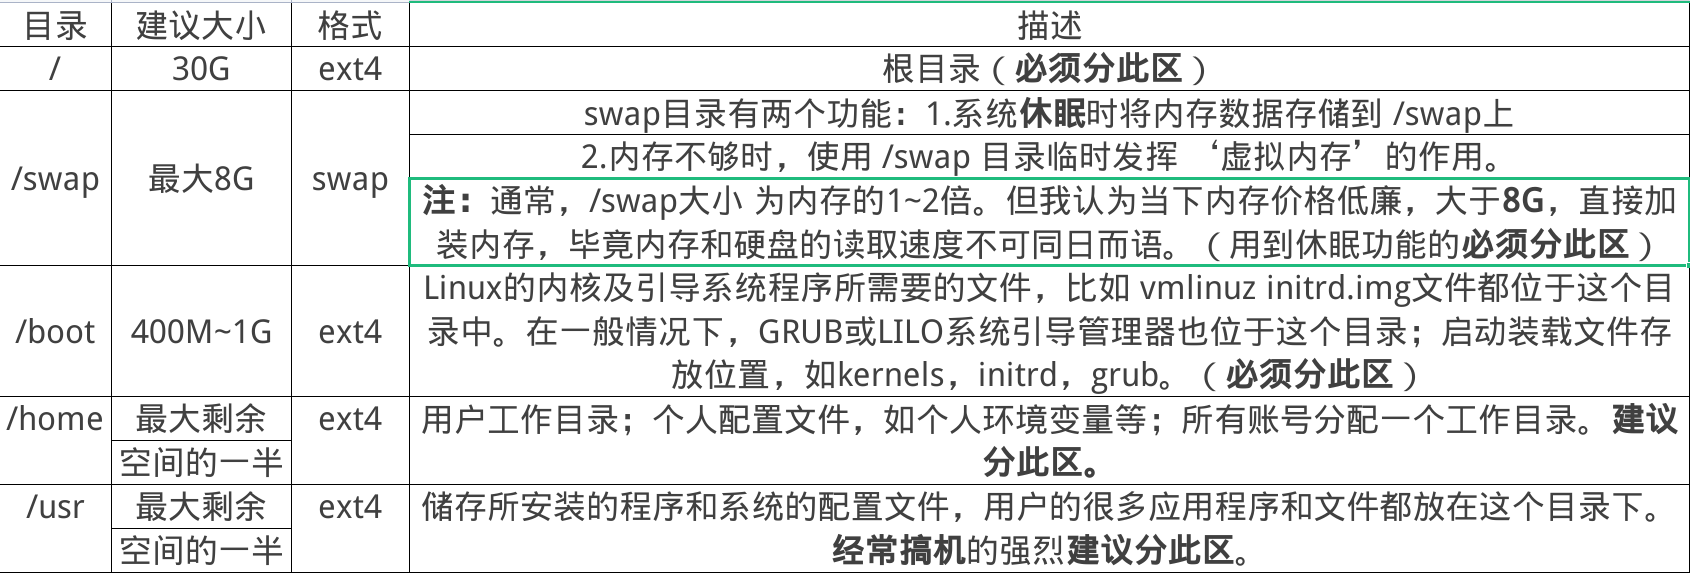 目录 建议大小 格式 描述
/ 30G ext4 根目录（必须分此区）
swap目录有两个功能：1.系统休眠时将内存数据存储到 /swap上
2.内存不够时，使用 /swap 目录临时发挥 ‘虚拟内存’的作用。
/swap 最大8G swap
注：通常，/swap大小 为内存的1~2倍。但我认为当下内存价格低廉，大于8G，直接加
装内存，毕竟内存和硬盘的读取速度不可同日而语。（用到休眠功能的必须分此区）
Linux的内核及引导系统程序所需要的文件，比如 vmlinuz initrd.img文件都位于这个目
/boot 400M~1G ext4 录中。在一般情况下，GRUB或LILO系统引导管理器也位于这个目录；启动装载文件存
放位置，如kernels，initrd，grub。（必须分此区）
/home 最大剩余 ext4 用户工作目录；个人配置文件，如个人环境变量等；所有账号分配一个工作目录。建议
空间的一半 分此区。
/usr 最大剩余 ext4 储存所安装的程序和系统的配置文件，用户的很多应用程序和文件都放在这个目录下。
空间的一半 经常搞机的强烈建议分此区。